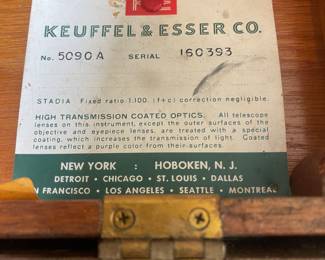 KEUFFEL & ESSER CO.
No. 5090A SERIAL 160393
STADIA Fixed ratio 1:100. (f+c) correction negligible.
HIGH TRANSMISSION COATED OPTICS. All telescope
lenses on this instrument, except the outer surfaces of the
objective and eyepiece lenses, are treated with a special
coating, which increases the transmission of light. Coated
lenses reflect a purple color from their surfaces.
NEW YORK : HOBOKEN, N. J.
DETROIT • CHICAGO • ST. LOUIS • DALLAS
N FRANCISCO • LOS ANGELES • SEATTLE • MONTREAL